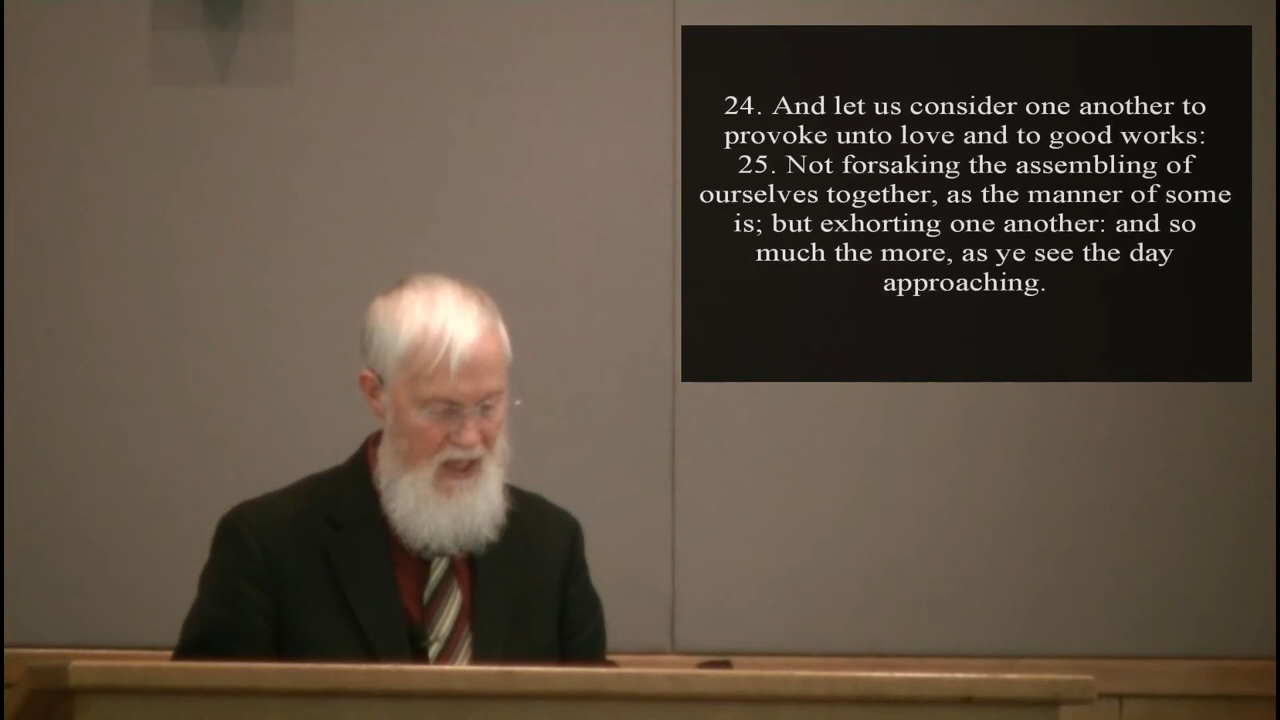 24. And let us consider one another to
provoke unto love and to good works:
25. Not forsaking the assembling of
ourselves together, as the manner of some
is; but exhorting one another: and so
much the more, as ye see the day
approaching.